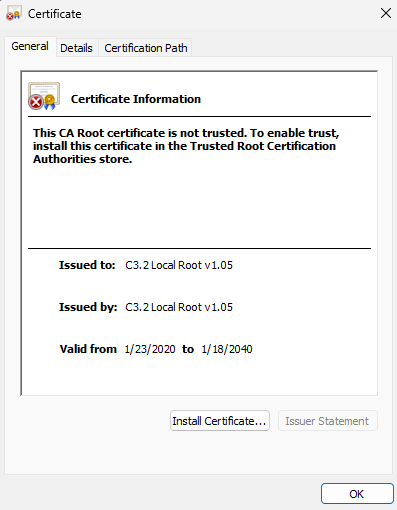 Certificate
General
Details
Certification Path
Certificate Information
This CA Root certificate is not trusted. To enable trust,
install this certificate in the Trusted Root Certification
Authorities store.
Issued to: C3.2 Local Root v1.05
Issued by: C3.2 Local Root v1.05
Valid from 1/23/2020 to 1/18/2040
Install Certificate...
Issuer Statement
OK